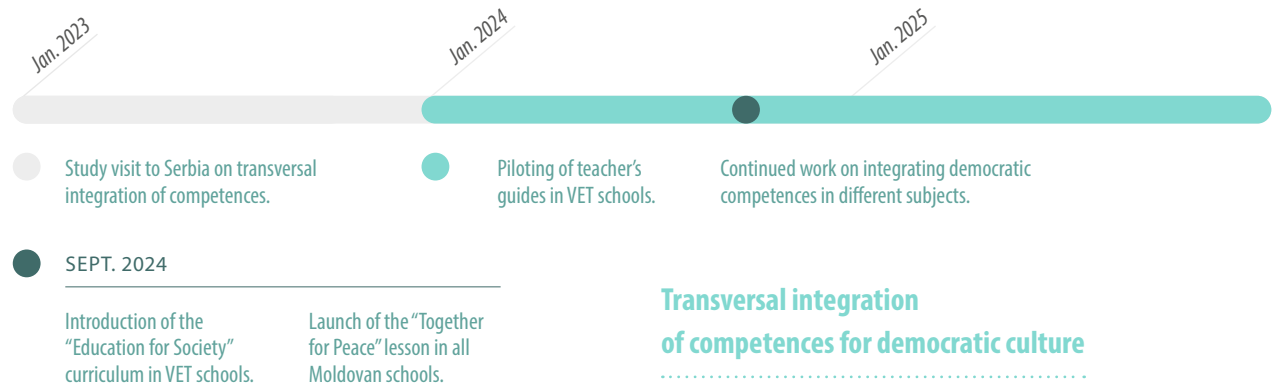 Jan. 2023
Jan. 2024
Jan. 2025
Study visit to Serbia on transversal
integration of competences.
Piloting of teacher’s
guides in VET schools.
Continued work on integrating democratic
competences in different subjects.
SEPT. 2024
Introduction of the
“Education for Society”
curriculum in VET schools.
Launch of the “Together
for Peace” lesson in all
Moldovan schools.
Transversal integration
of competences for democratic culture